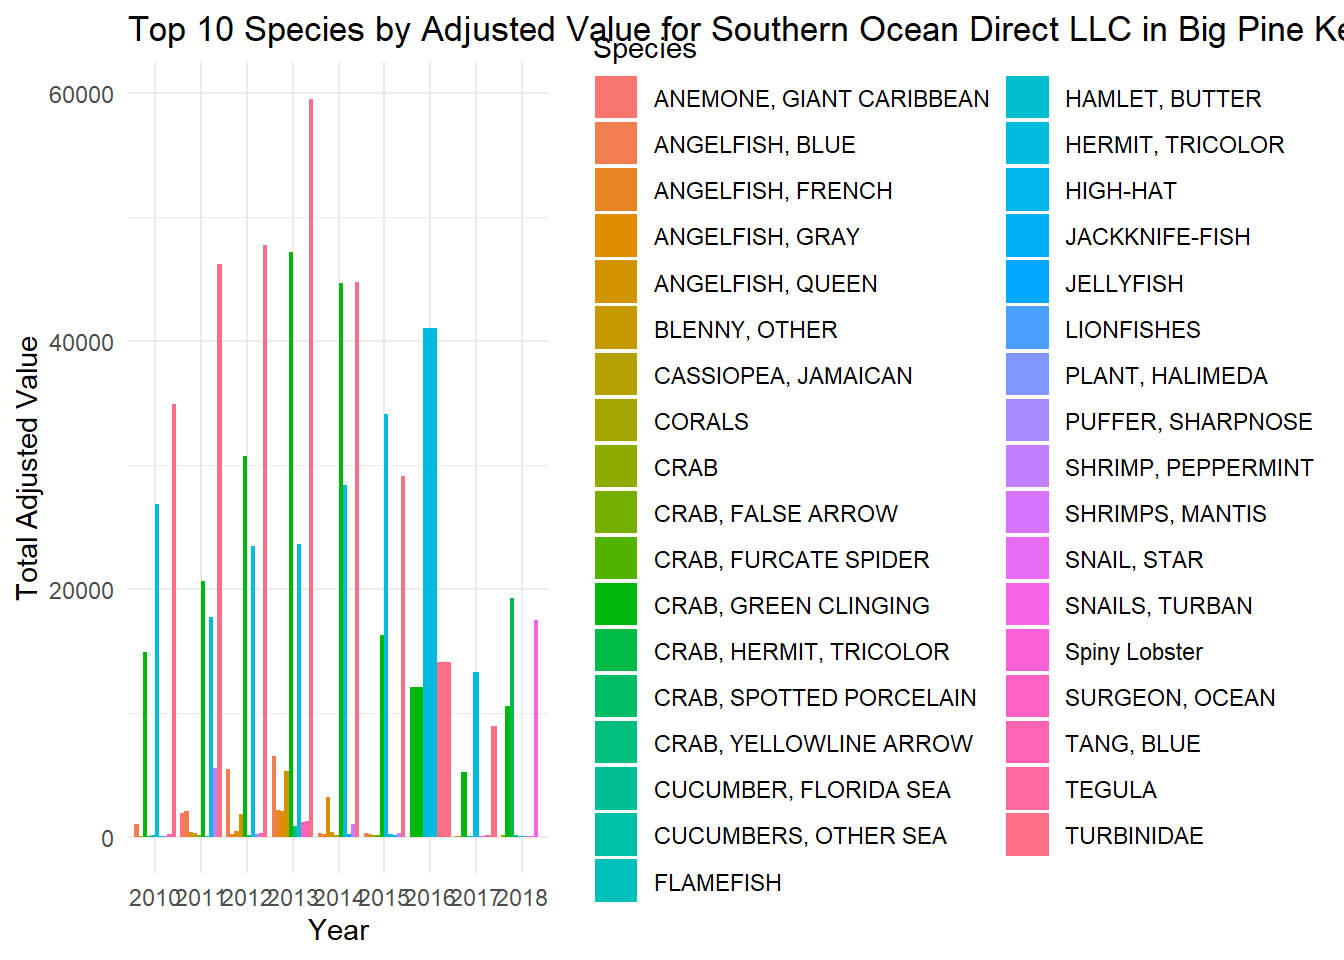 Top 10 Species by Adjusted Value for Southern Ocean Direct LLC in Big Pine Ke
Species
ANEMONE, GIANT CARIBBEAN
ANGELFISH, BLUE
ANGELFISH, FRENCH
ANGELFISH, GRAY
ANGELFISH, QUEEN
BLENNY, OTHER
CASSIOPEA, JAMAICAN
CORALS
CRAB
CRAB, FALSE ARROW
CRAB, FURCATE SPIDER
CRAB, GREEN CLINGING
CRAB, HERMIT, TRICOLOR
CRAB, SPOTTED PORCELAIN
CRAB, YELLOWLINE ARROW
CUCUMBER, FLORIDA SEA
CUCUMBERS, OTHER SEA
FLAMEFISH
HAMLET, BUTTER
HERMIT, TRICOLOR
HIGH-HAT
JACKKNIFE-FISH
JELLYFISH
LIONFISHES
PLANT, HALIMEDA
PUFFER, SHARPNOSE
SHRIMP, PEPPERMINT
SHRIMPS, MANTIS
SNAIL, STAR
SNAILS, TURBAN
Spiny Lobster
SURGEON, OCEAN
TANG, BLUE
TEGULA
TURBINIDAE
Total Adjusted Value
60000
40000
20000
0
2010 2011 2012 2013 2014 2015 2016 2017 2018
Year